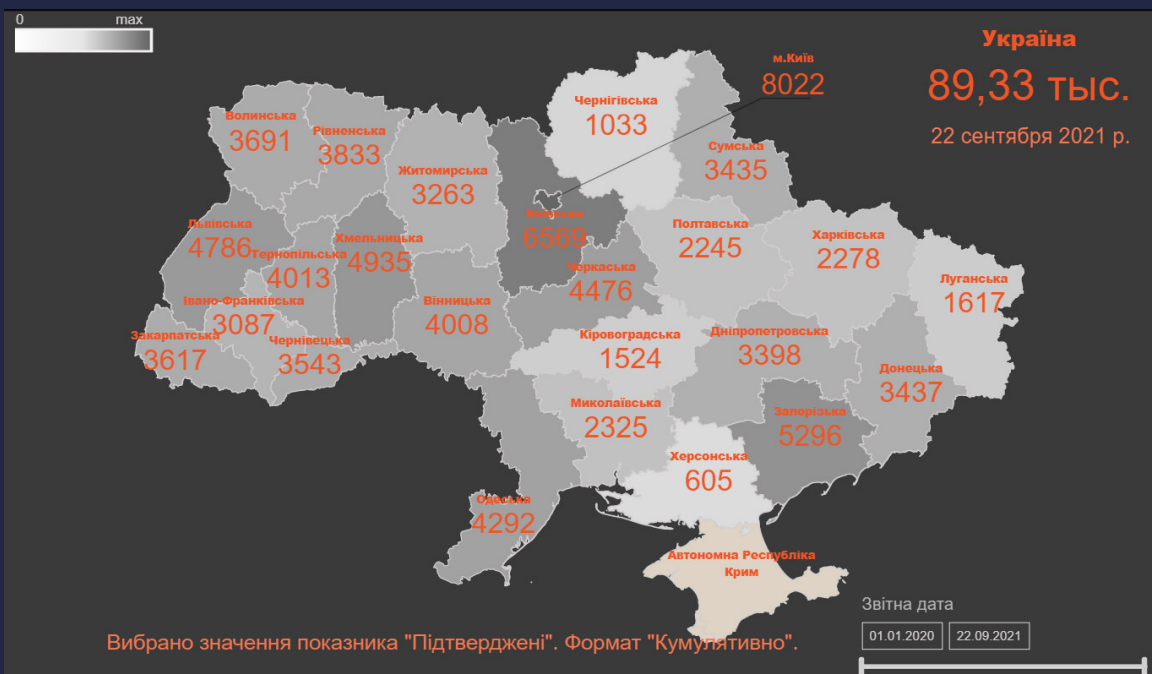 0 max
Україна
89,33 тыс.
22 сентября 2021 р.
м.Київ
8022
Чернігівська
1033
Волинська
3691
Рівненська
3833
Сумська
3435
Житомирська
3263
Київська
6569
Львівська
4786
Хмельницька
4935
Тернопільська
4013
Полтавська
2245
Харківська
2278
Черкаська
4476
Луганська
1617
Івано-Франківська
3087
Вінницька
4008
Закарпатська
3617
Чернівецька
3543
Кіровоградська
1524
Дніпропетровська
3398
Донецька
3437
Миколаївська
2325
Запорізька
5296
Херсонська
605
Одеська
4292
Автономна Республіка
Крим
Звітна дата
01.01.2020 22.09.2021
Вибрано значення показника "Підтверджені". Формат "Кумулятивно".